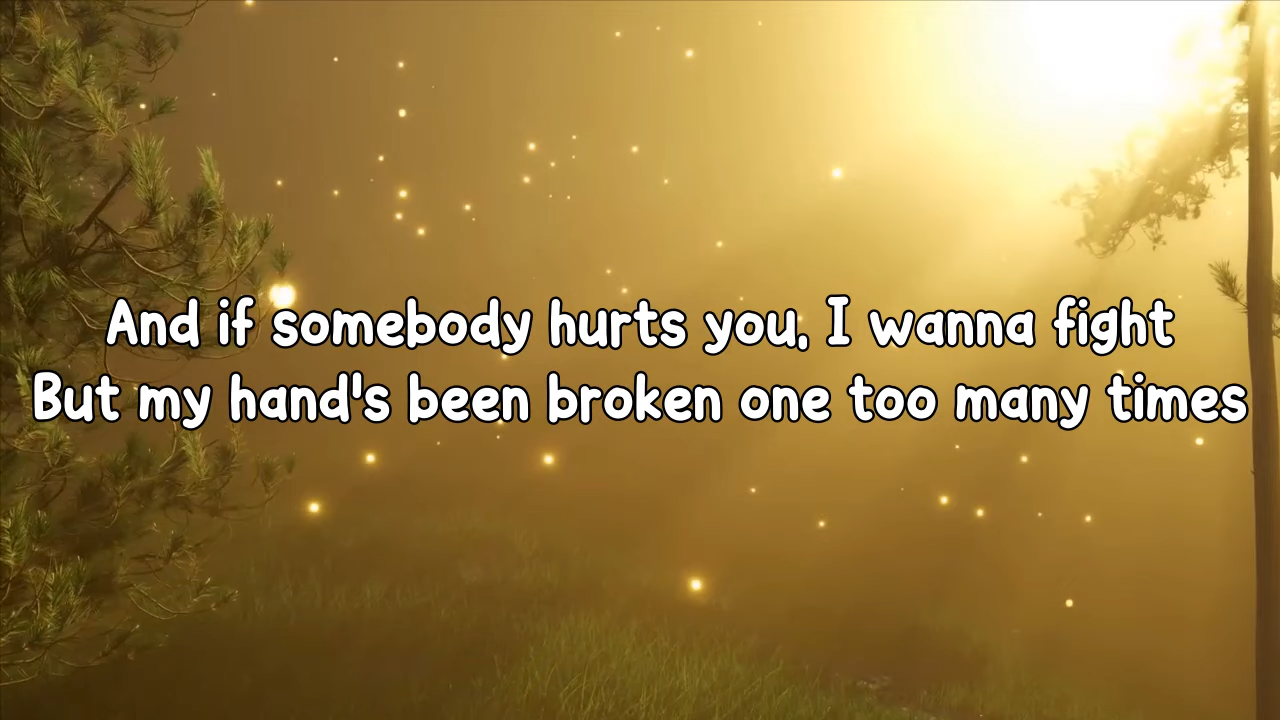 And if somebody hurts you, I wanna fight
But my hand's been broken one too many times